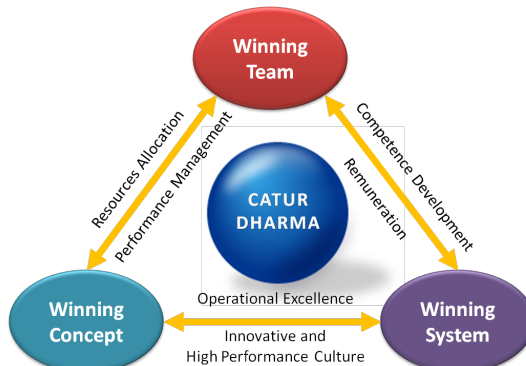 Winning
Team
Resources Allocation
Performance Management
Competence Development
Remuneration
CATUR
DHARMA
Operational Excellence
Winning
Concept
Winning
System
Innovative and
High Performance Culture